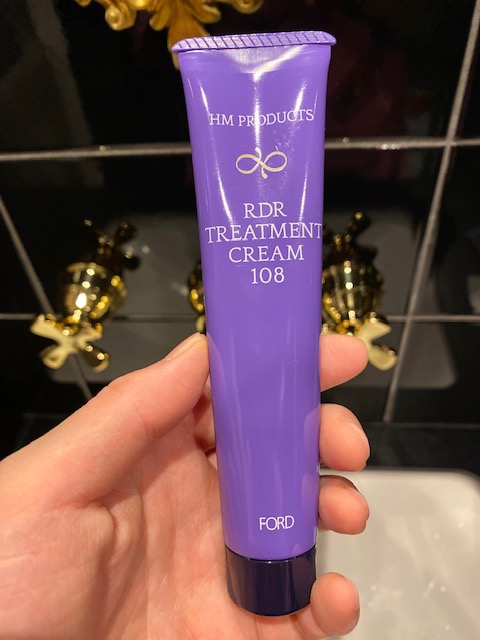 HM PRODUCTS
RDR
TREATMENT
CREAM
108
FORD